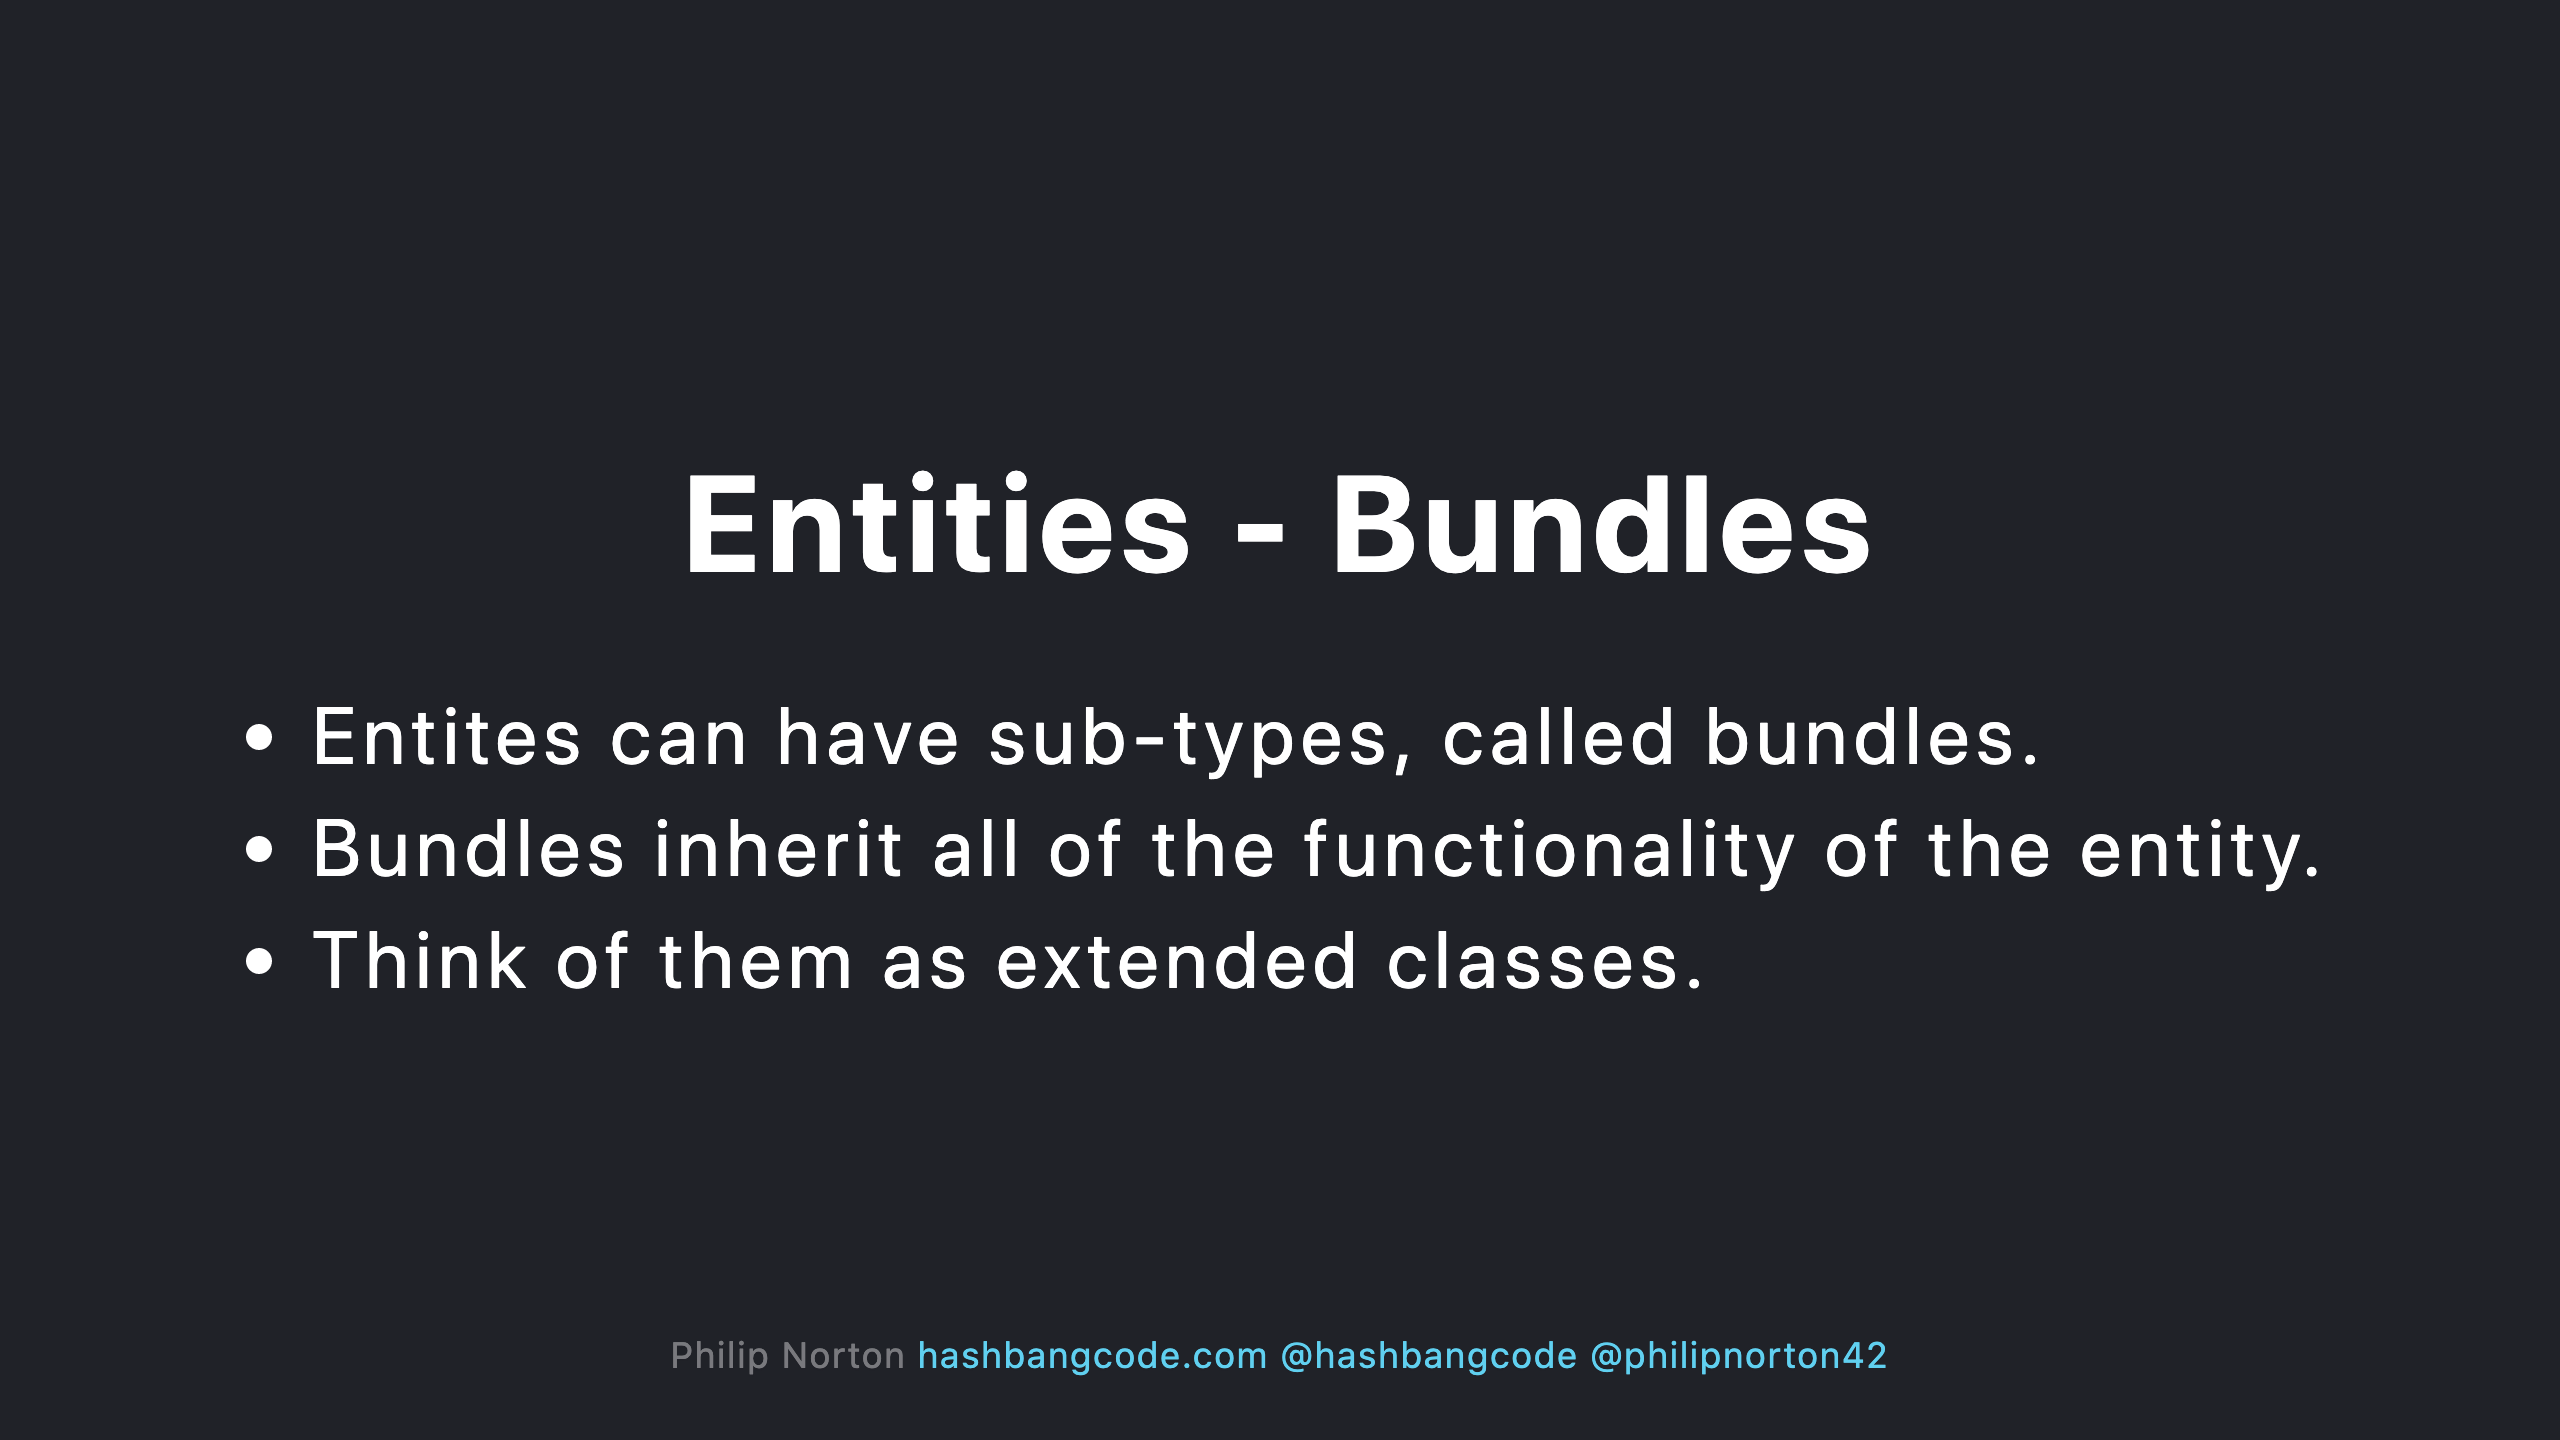 Entities - Bundles
• Entites can have sub-types, called bundles.
• Bundles inherit all of the functionality of the entity.
• Think of them as extended classes.
Philip Norton hashbangcode.com @hashbangcode @philipnorton42